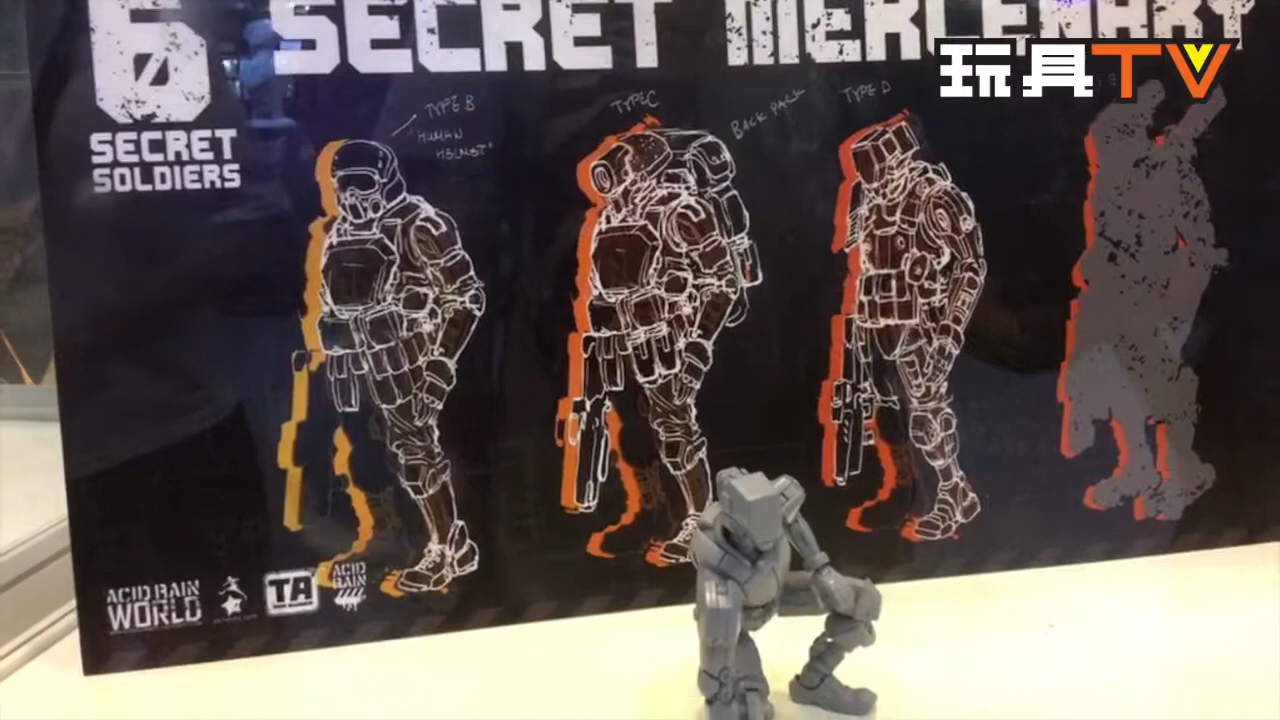 6 SECRET MERCENARY
玩具TV
SECRET
SOLDIERS
TYPE B
"HUMAN
HELMET"
TYPE C
BACK PACK
TYPE D
ACID RAIN
WORLD
TA
ACID
RAIN